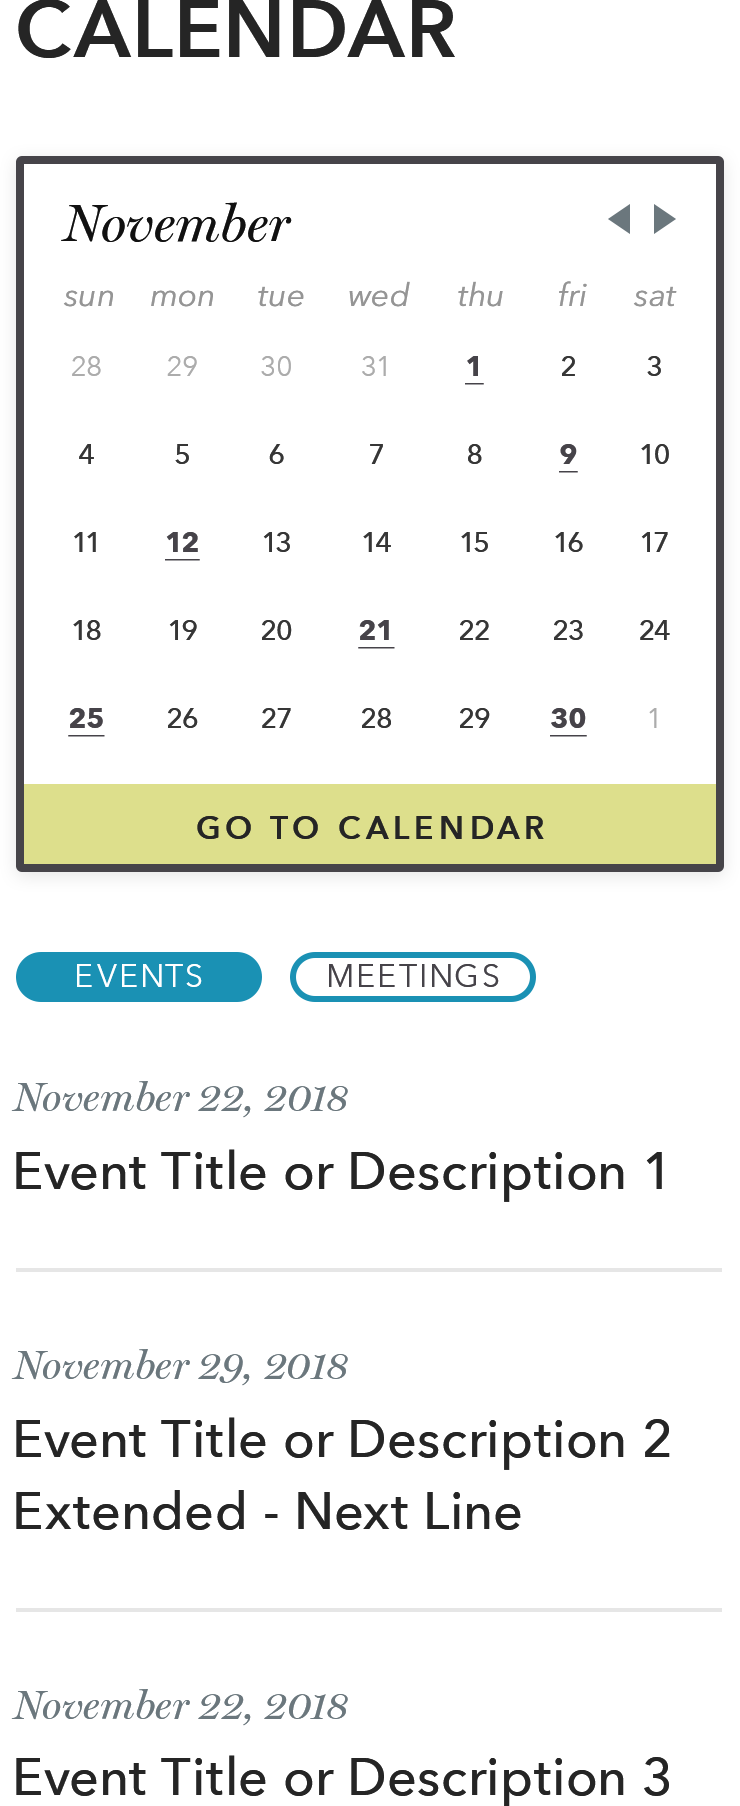 CALENDAR
November
sun mon tue wed thu fri sat
28 29 30 31 1 2 3
4 5 6 7 8 9 10
11 12 13 14 15 16 17
18 19 20 21 22 23 24
25 26 27 28 29 30 1
GO TO CALENDAR
EVENTS MEETINGS
November 22, 2018
Event Title or Description 1
November 29, 2018
Event Title or Description 2
Extended - Next Line
November 22, 2018
Event Title or Description 3